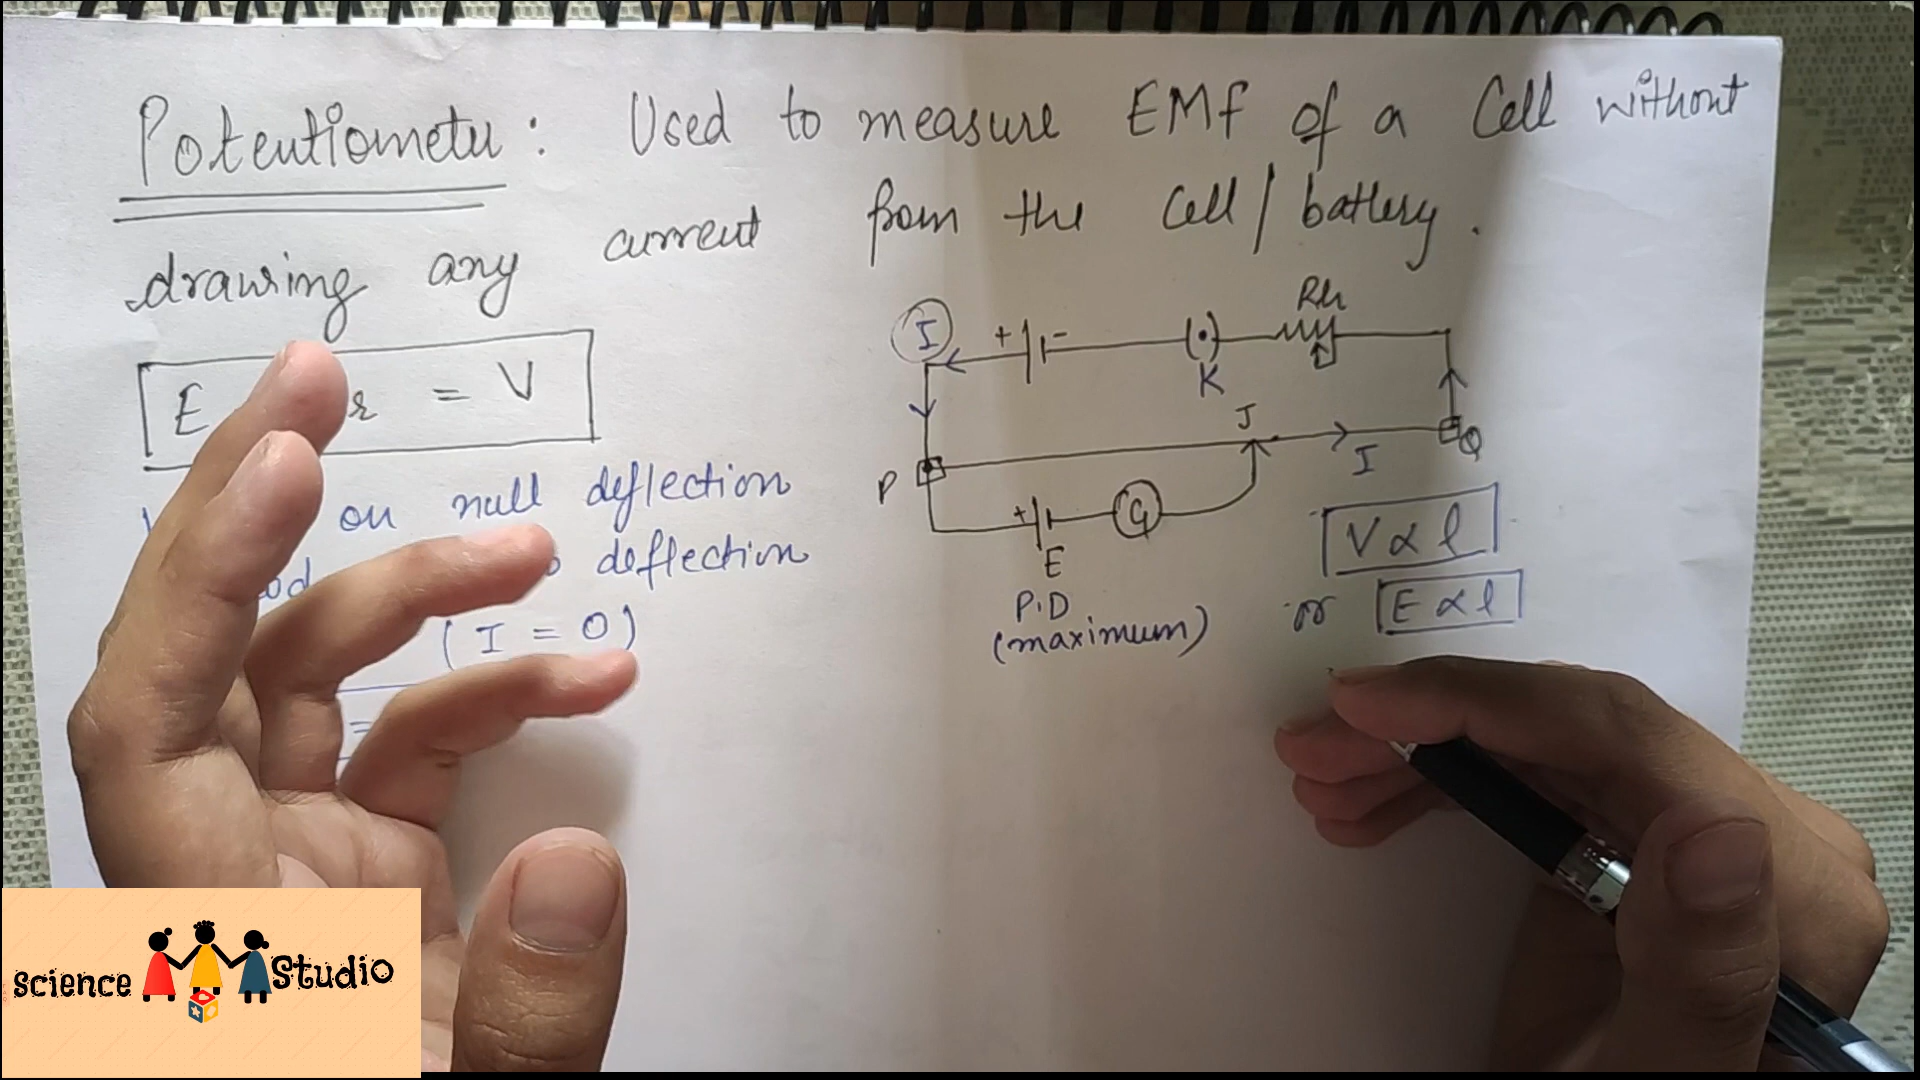 Potentiometer : Used to measure EMF of a Cell without
drawing any current from the Cell / battery.
E r = V
on null deflection
deflection
( I = 0 )
=
I
+ -
K
Rh
J
I
P
Q
+
G
E
P.D
(maximum)
V ∝ l
or E ∝ l
Science Studio